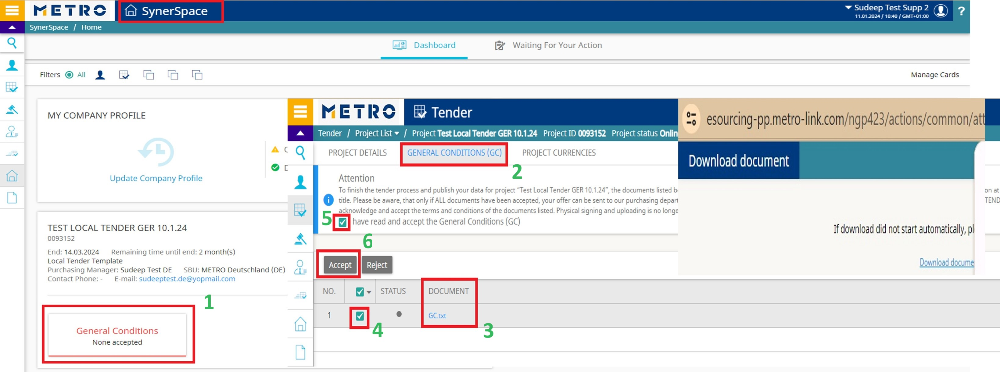 METRO SynerSpace
Sudeep Test Supp 2
11.01.2024 / 10:40 / GMT+01:00
?
SynerSpace / Home
Dashboard Waiting For Your Action
Filters All
Manage Cards
MY COMPANY PROFILE
Update Company Profile
TEST LOCAL TENDER GER 10.1.24
0093152
End: 14.03.2024 Remaining time until end: 2 month(s)
Local Tender Template
Purchasing Manager: Sudeep Test DE SBU: METRO Deutschland (DE)
Contact Phone: - E-mail: sudeeptest.de@yopmail.com
1
General Conditions
None accepted
METRO Tender
Tender / Project List / Project Test Local Tender GER 10.1.24 Project ID 0093152 Project status Onlin
PROJECT DETAILS GENERAL CONDITIONS (GC) PROJECT CURRENCIES
2
Attention
To finish the tender process and publish your data for project "Test Local Tender GER 10.1.24", the documents listed b
title. Please be aware, that only if ALL documents have been accepted, your offer can be sent to our purchasing depart
acknowledge and accept the terms and conditions of the documents listed. Physical signing and uploading is no longe
5 have read and accept the General Conditions (GC)
6
Accept Reject
NO. STATUS DOCUMENT
1 GC.txt
4 3
esourcing-pp.metro-link.com/ngp423/actions/common/att
Download document
If download did not start automatically, pl
Download docume
on at
TEND